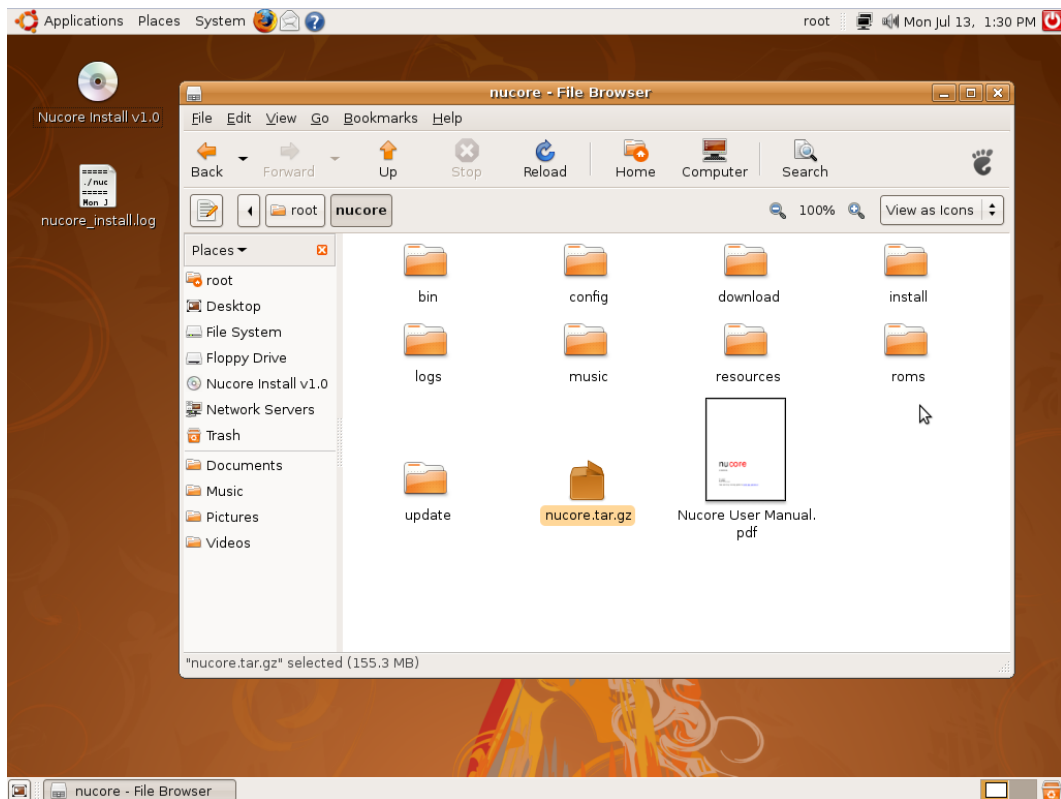 Applications Places System
root Mon Jul 13, 1:30 PM
Nucore Install v1.0
./nuc
Mon J
nucore_install.log
nucore - File Browser
File Edit View Go Bookmarks Help
Back Forward Up Stop Reload Home Computer Search
root nucore 100% View as Icons
Places
root
Desktop
File System
Floppy Drive
Nucore Install v1.0
Network Servers
Trash
Documents
Music
Pictures
Videos
bin config download install
logs music resources roms
nucore
update nucore.tar.gz Nucore User Manual.
pdf
"nucore.tar.gz" selected (155.3 MB)
nucore - File Browser